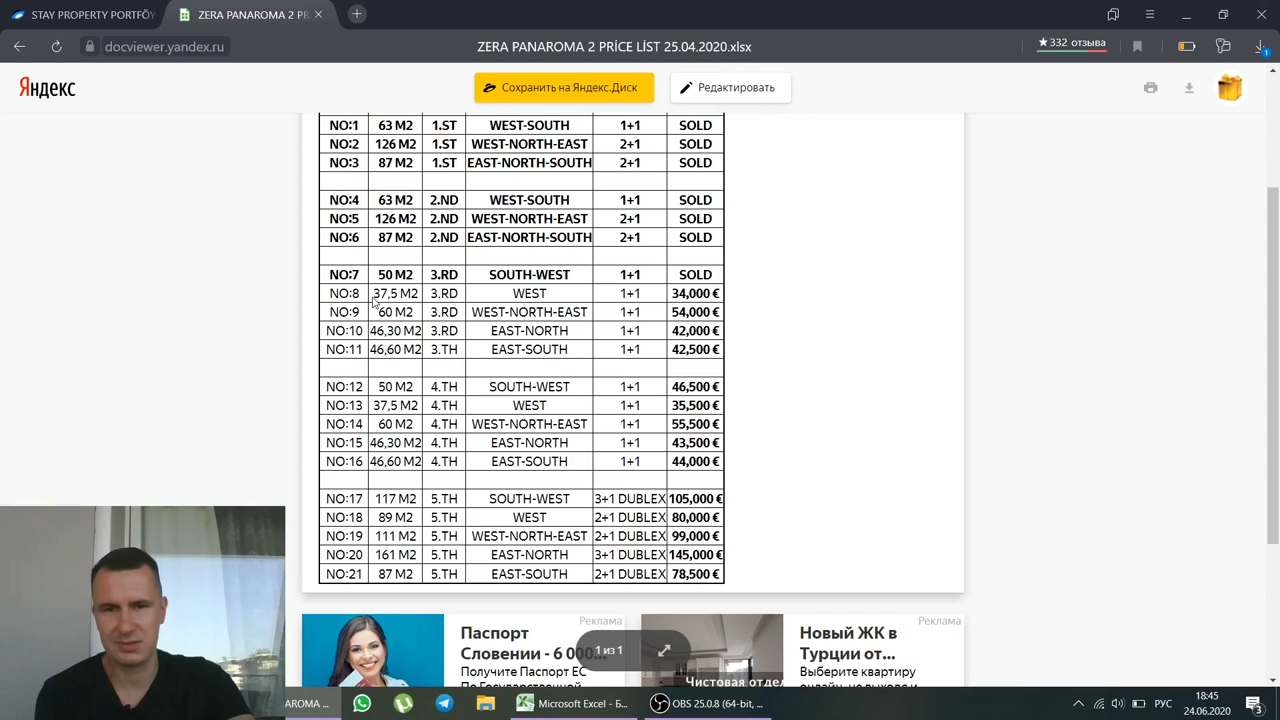 STAY PROPERTY PORTFÖY
ZERA PANAROMA 2 PR
docviewer.yandex.ru
ZERA PANAROMA 2 PRİCE LİST 25.04.2020.xlsx
★332 отзыва
1
Яндекс
Сохранить на Яндекс.Диск
Редактировать
NO:1 63 M2 1.ST WEST-SOUTH 1+1 SOLD
NO:2 126 M2 1.ST WEST-NORTH-EAST 2+1 SOLD
NO:3 87 M2 1.ST EAST-NORTH-SOUTH 2+1 SOLD
NO:4 63 M2 2.ND WEST-SOUTH 1+1 SOLD
NO:5 126 M2 2.ND WEST-NORTH-EAST 2+1 SOLD
NO:6 87 M2 2.ND EAST-NORTH-SOUTH 2+1 SOLD
NO:7 50 M2 3.RD SOUTH-WEST 1+1 SOLD
NO:8 37,5 M2 3.RD WEST 1+1 34,000 €
NO:9 60 M2 3.RD WEST-NORTH-EAST 1+1 54,000 €
NO:10 46,30 M2 3.RD EAST-NORTH 1+1 42,000 €
NO:11 46,60 M2 3.TH EAST-SOUTH 1+1 42,500 €
NO:12 50 M2 4.TH SOUTH-WEST 1+1 46,500 €
NO:13 37,5 M2 4.TH WEST 1+1 35,500 €
NO:14 60 M2 4.TH WEST-NORTH-EAST 1+1 55,500 €
NO:15 46,30 M2 4.TH EAST-NORTH 1+1 43,500 €
NO:16 46,60 M2 4.TH EAST-SOUTH 1+1 44,000 €
NO:17 117 M2 5.TH SOUTH-WEST 3+1 DUBLEX 105,000 €
NO:18 89 M2 5.TH WEST 2+1 DUBLEX 80,000 €
NO:19 111 M2 5.TH WEST-NORTH-EAST 2+1 DUBLEX 99,000 €
NO:20 161 M2 5.TH EAST-NORTH 3+1 DUBLEX 145,000 €
NO:21 87 M2 5.TH EAST-SOUTH 2+1 DUBLEX 78,500 €
Реклама
Паспорт
Словении - 6 000
Получите Паспорт ЕС
1 из 1
Реклама
Новый ЖК в
Турции от...
Выберите квартиру
Чистовая отдел
AROMA ...
Microsoft Excel - Б...
OBS 25.0.8 (64-bit, ...
РУС
18:45
24.06.2020
3